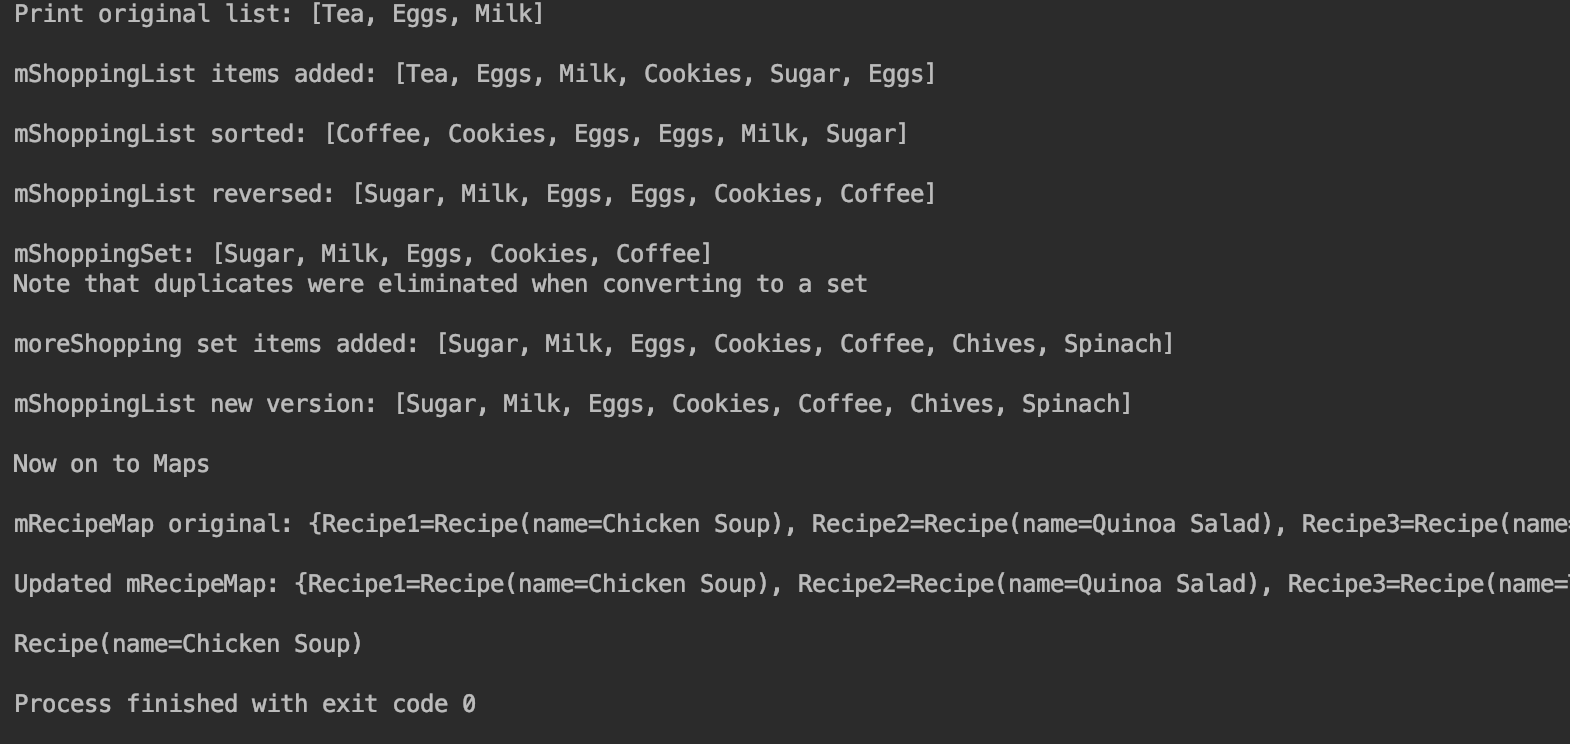 Print original list: [Tea, Eggs, Milk]
mShoppingList items added: [Tea, Eggs, Milk, Cookies, Sugar, Eggs]
mShoppingList sorted: [Coffee, Cookies, Eggs, Eggs, Milk, Sugar]
mShoppingList reversed: [Sugar, Milk, Eggs, Eggs, Cookies, Coffee]
mShoppingSet: [Sugar, Milk, Eggs, Cookies, Coffee]
Note that duplicates were eliminated when converting to a set
moreShopping set items added: [Sugar, Milk, Eggs, Cookies, Coffee, Chives, Spinach]
mShoppingList new version: [Sugar, Milk, Eggs, Cookies, Coffee, Chives, Spinach]
Now on to Maps
mRecipeMap original: {Recipe1=Recipe(name=Chicken Soup), Recipe2=Recipe(name=Quinoa Salad), Recipe3=Recipe(name=
Updated mRecipeMap: {Recipe1=Recipe(name=Chicken Soup), Recipe2=Recipe(name=Quinoa Salad), Recipe3=Recipe(name=
Recipe(name=Chicken Soup)
Process finished with exit code 0